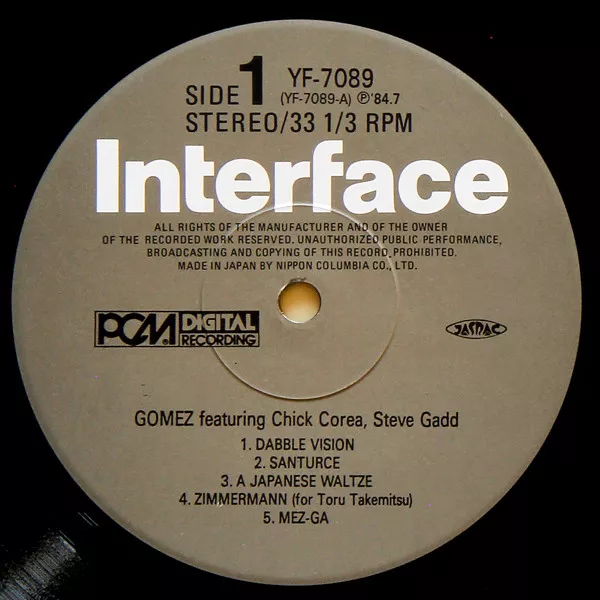 SIDE 1 YF-7089
(YF-7089-A) Ⓟ'84.7
STEREO/33 1/3 RPM
Interface
ALL RIGHTS OF THE MANUFACTURER AND OF THE OWNER
OF THE RECORDED WORK RESERVED. UNAUTHORIZED PUBLIC PERFORMANCE,
BROADCASTING AND COPYING OF THIS RECORD PROHIBITED.
MADE IN JAPAN BY NIPPON COLUMBIA CO., LTD.
PCM DIGITAL
RECORDING
JASRAC
GOMEZ featuring Chick Corea, Steve Gadd
1. DABBLE VISION
2. SANTURCE
3. A JAPANESE WALTZE
4. ZIMMERMANN (for Toru Takemitsu)
5. MEZ-GA